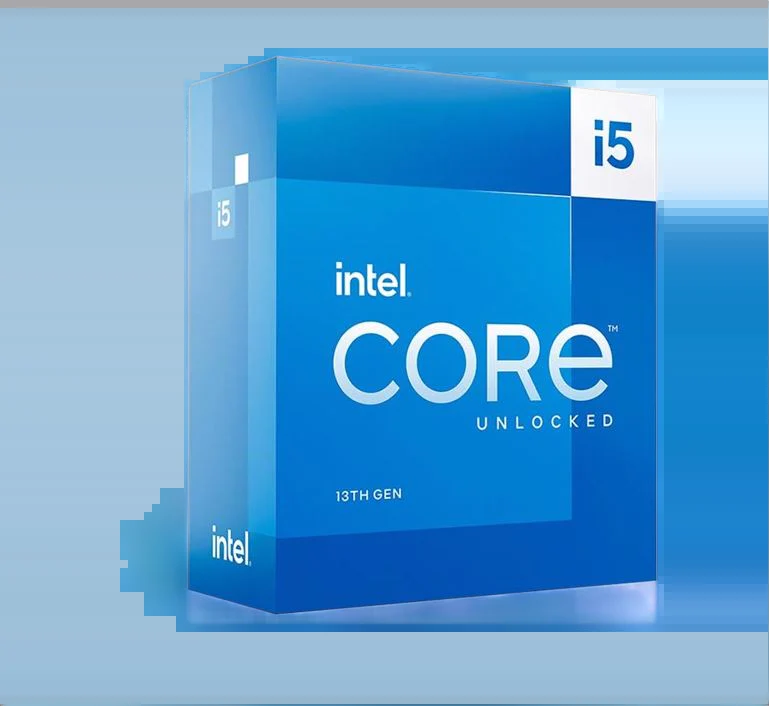 i5
i5
intel.
CORe™
UNLOCKED
13TH GEN
intel.